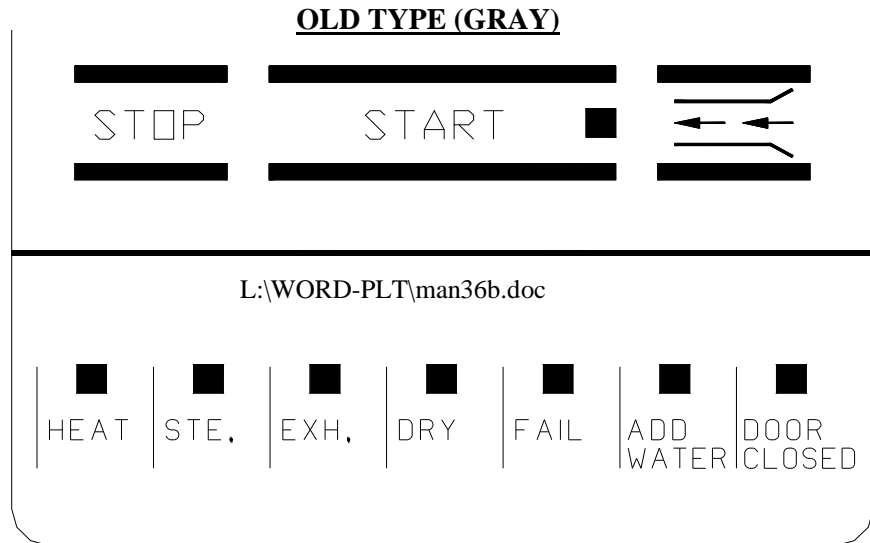 OLD TYPE (GRAY)
STOP START
L:\WORD-PLT\man36b.doc
HEAT STE. EXH. DRY FAIL ADD WATER DOOR CLOSED